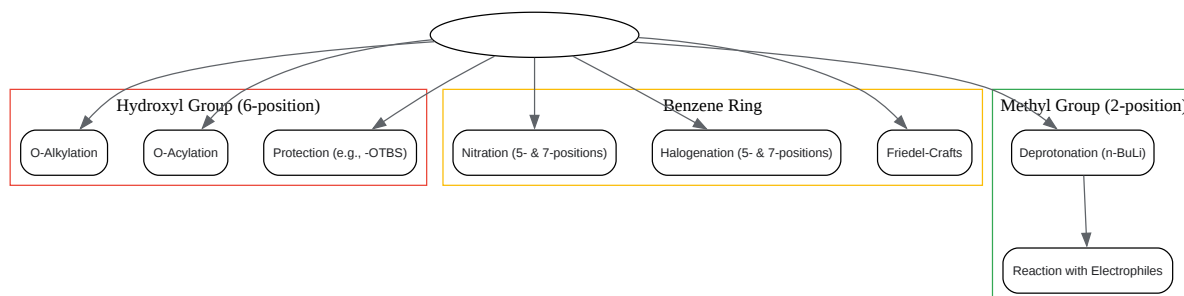 Hydroxyl Group (6-position)
Benzene Ring
Methyl Group (2-position)
O-Alkylation
O-Acylation
Protection (e.g., -OTBS)
Nitration (5- & 7-positions)
Halogenation (5- & 7-positions)
Friedel-Crafts
Deprotonation (n-BuLi)
Reaction with Electrophiles